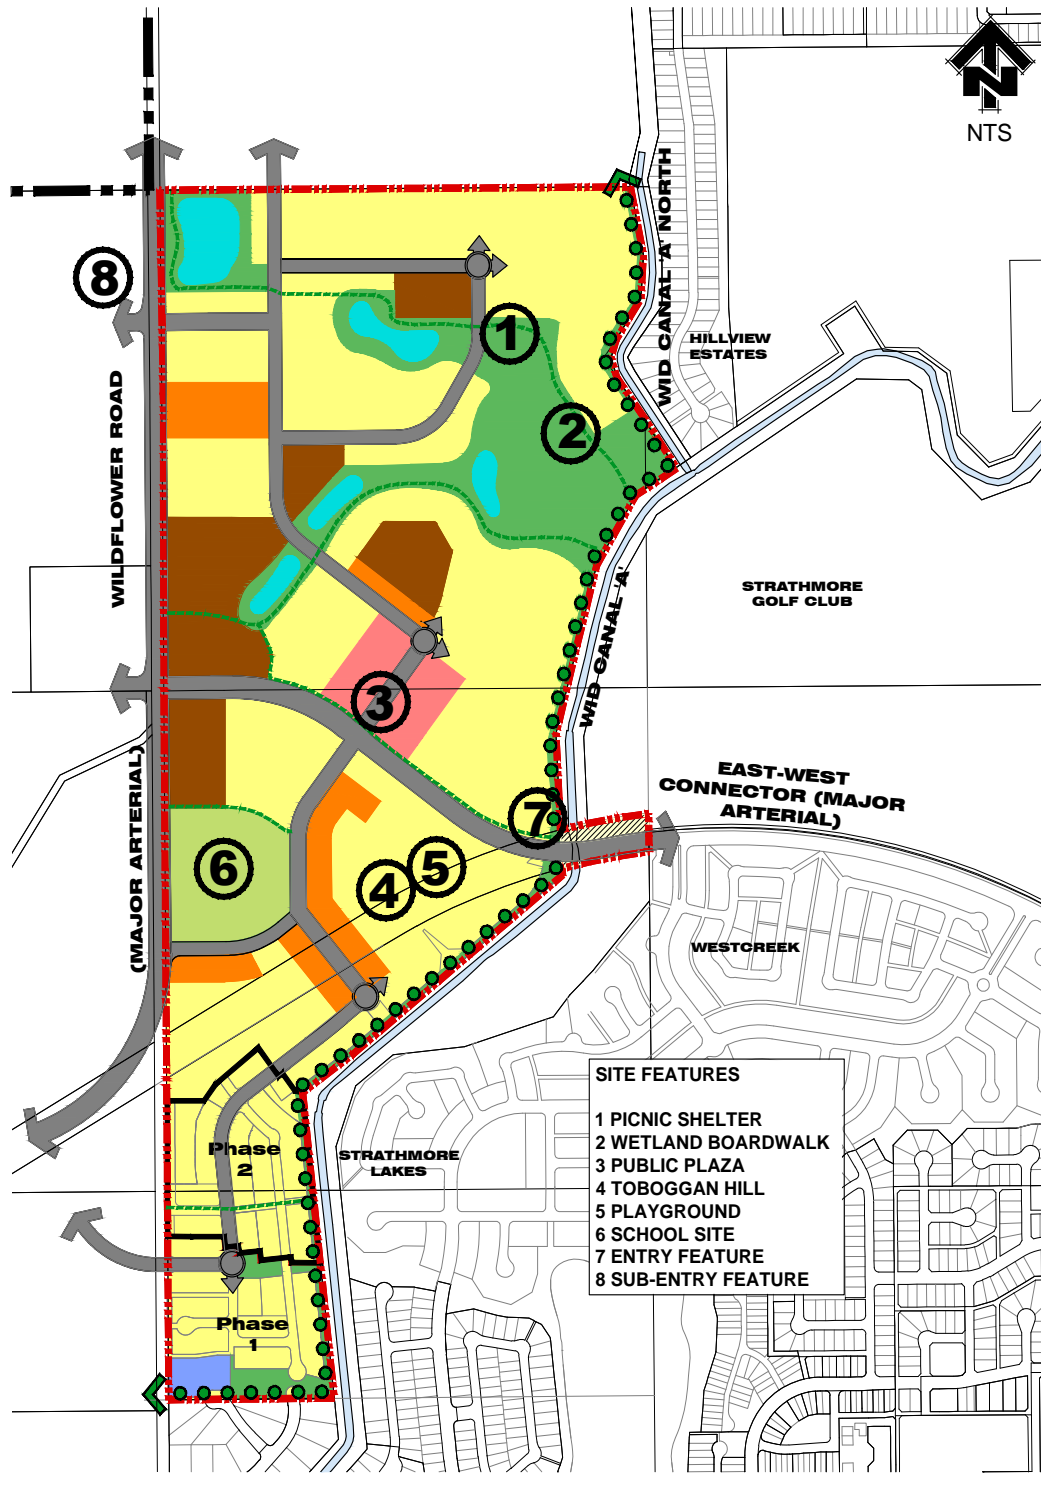 N
NTS
WID CANAL 'A' NORTH
8
1
HILLVIEW
ESTATES
WILDFLOWER ROAD
2
STRATHMORE
GOLF CLUB
WID CANAL 'A'
3
(MAJOR ARTERIAL)
EAST-WEST
CONNECTOR (MAJOR
ARTERIAL)
7
6
5
4
WESTCREEK
SITE FEATURES
1 PICNIC SHELTER
2 WETLAND BOARDWALK
3 PUBLIC PLAZA
4 TOBOGGAN HILL
5 PLAYGROUND
6 SCHOOL SITE
7 ENTRY FEATURE
8 SUB-ENTRY FEATURE
Phase
2
STRATHMORE
LAKES
Phase
1